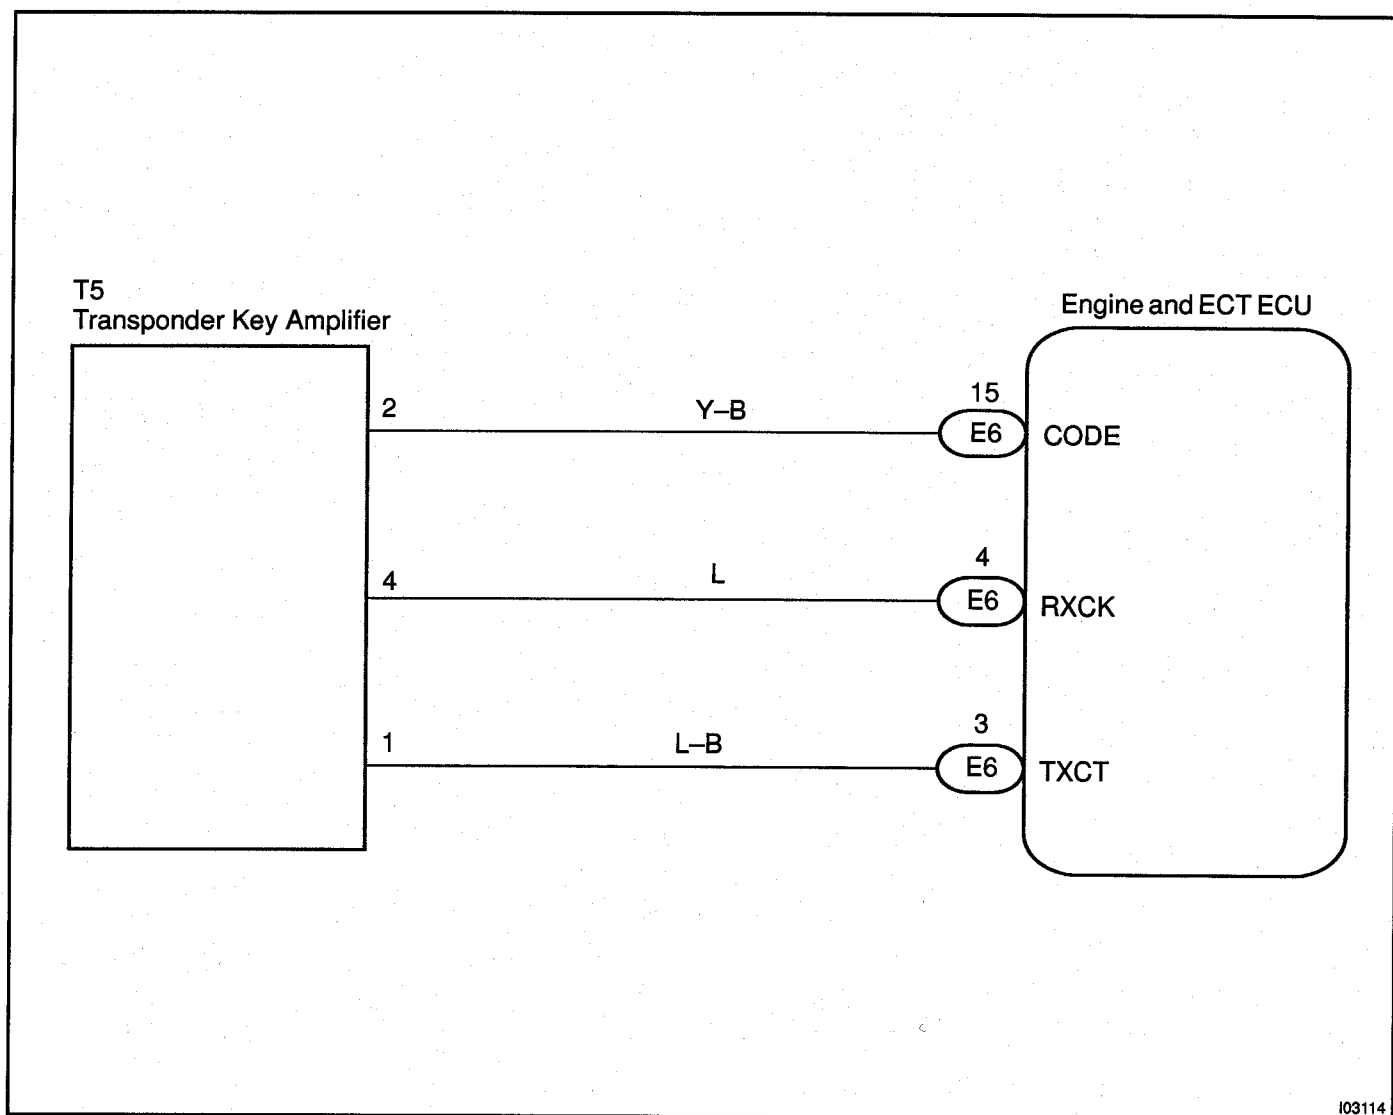 T5
Transponder Key Amplifier
Engine and ECT ECU
2
Y–B
15
E6
CODE
4
L
4
E6
RXCK
1
L–B
3
E6
TXCT
I03114